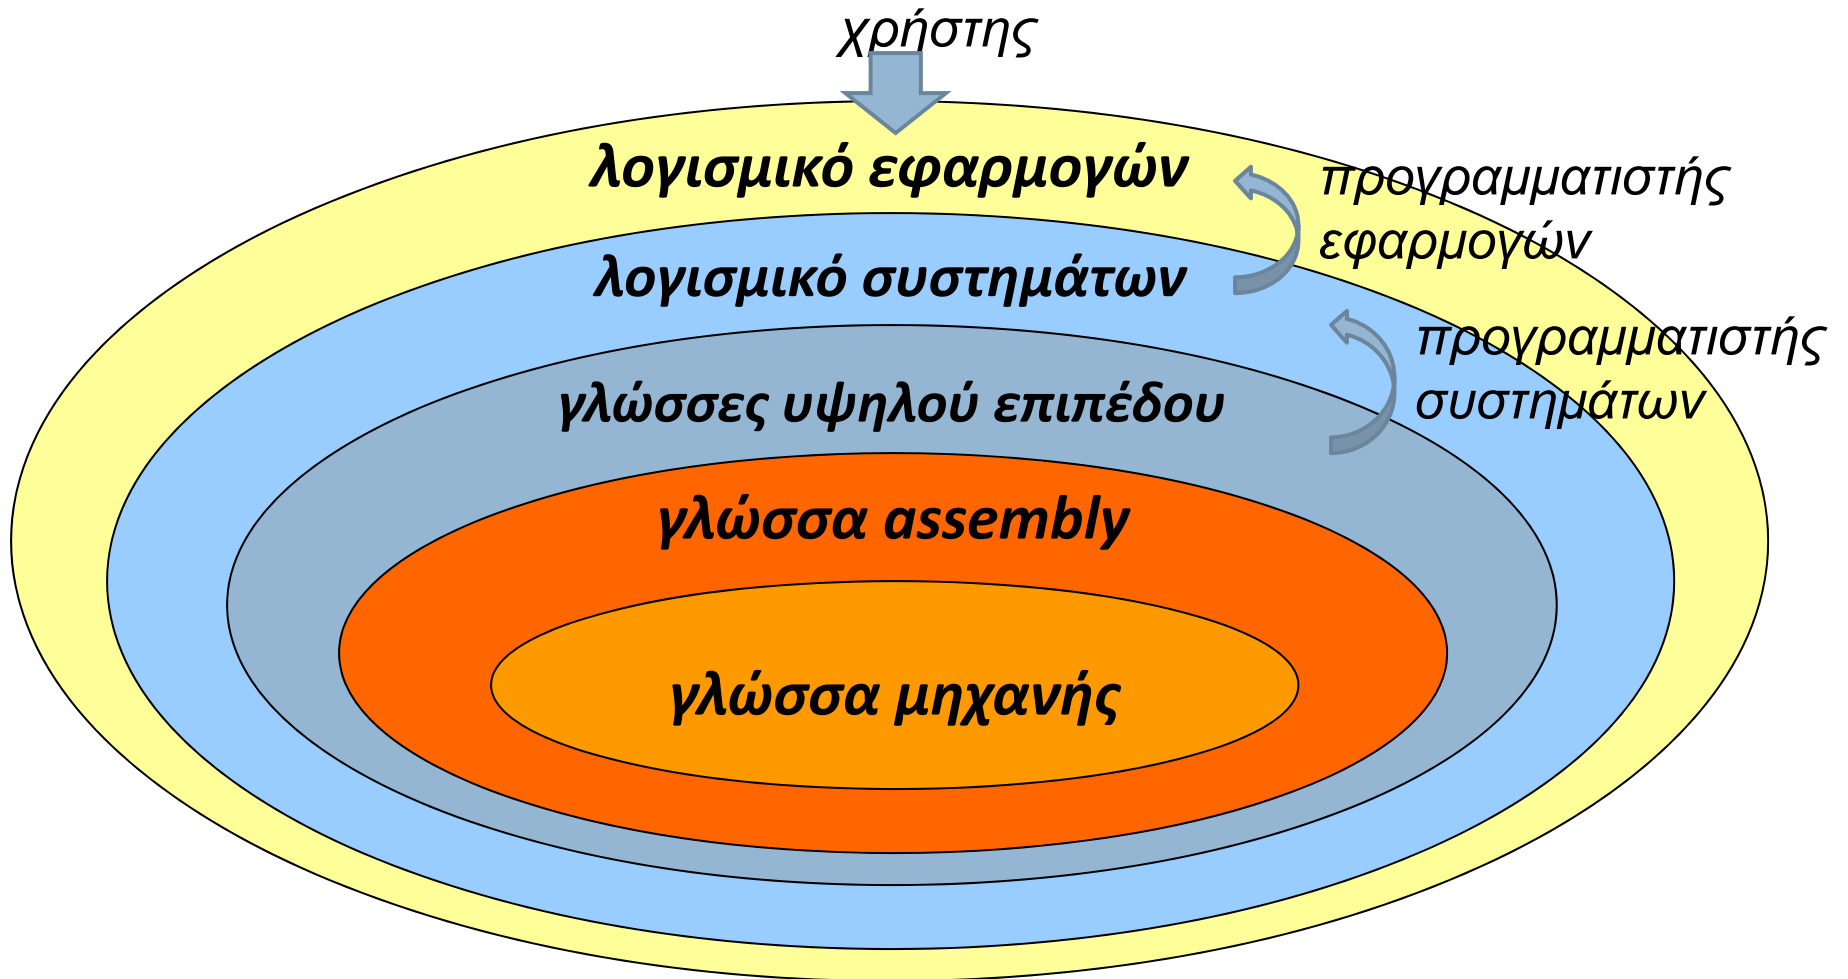 χρήστης
λογισμικό εφαρμογών
προγραμματιστής
εφαρμογών
λογισμικό συστημάτων
προγραμματιστής
συστημάτων
γλώσσες υψηλού επιπέδου
γλώσσα assembly
γλώσσα μηχανής